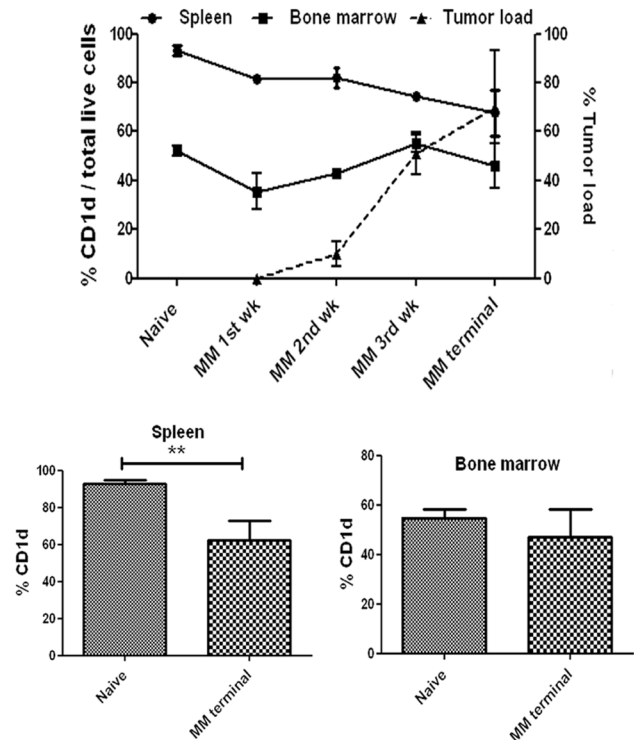 Spleen Bone marrow Tumor load
% CD1d / total live cells
100
80
60
40
20
0
100
80
60
40
20
0
% Tumor load
Naive
MM 1st wk
MM 2nd wk
MM 3rd wk
MM terminal
Spleen
**
% CD1d
100
80
60
40
20
0
Naive
MM terminal
Bone marrow
% CD1d
80
60
40
20
0
Naive
MM terminal